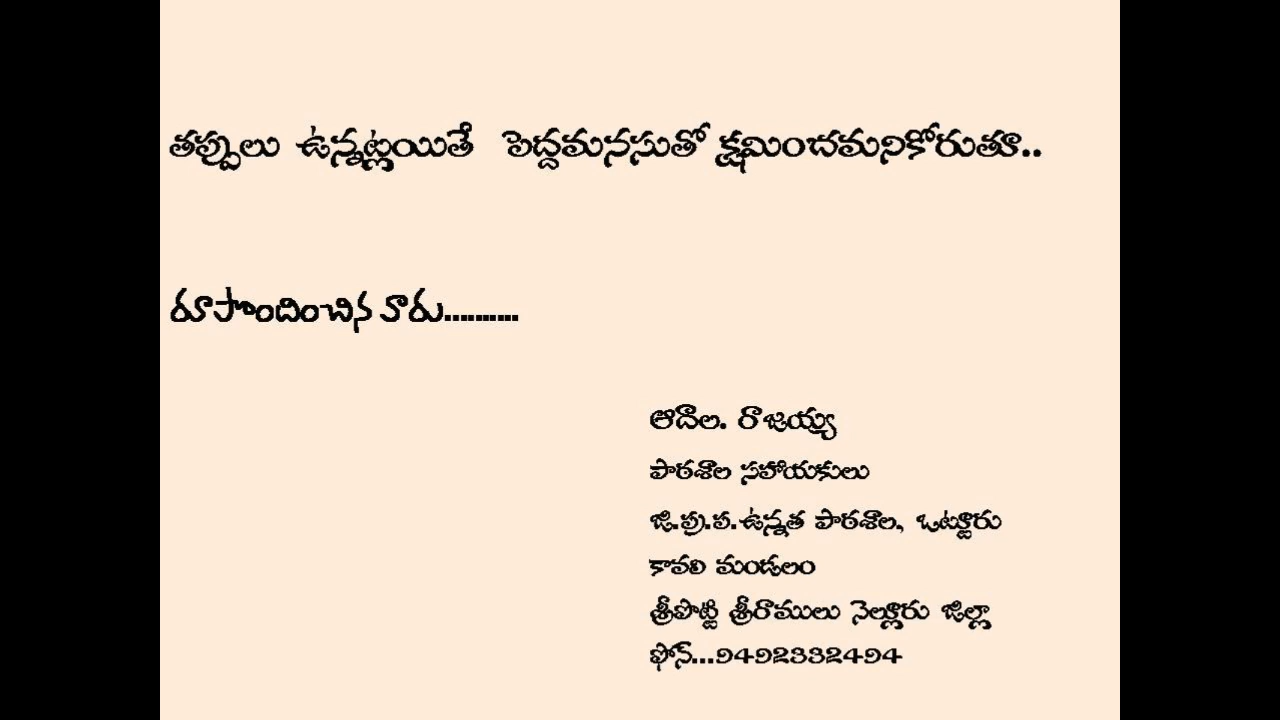 తప్పులు ఉన్నట్లయితే పెద్దమనసుతో క్షమించమనికోరుతూ..
రూపొందించిన వారు..........
ఆదాల. రాజయ్య
పాఠశాల సహాయకులు
జి.ప్ర.ప.ఉన్నత పాఠశాల, ఒట్టూరు
కావలి మండలం
శ్రీపొట్టి శ్రీరాములు నెల్లూరు జిల్లా
ఫోన్...9492332494